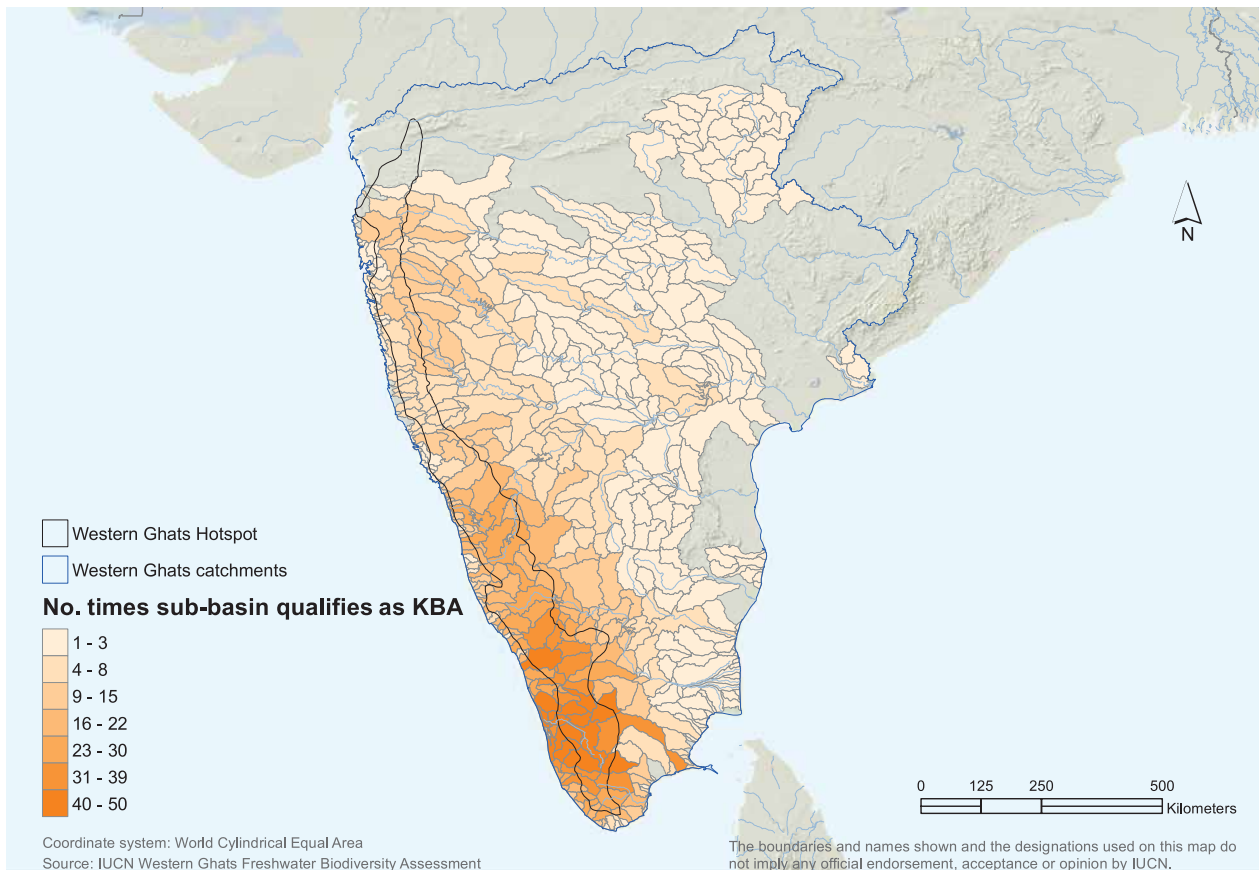 N
Western Ghats Hotspot
Western Ghats catchments
No. times sub-basin qualifies as KBA
1 - 3
4 - 8
9 - 15
16 - 22
23 - 30
31 - 39
40 - 50
0 125 250 500
Kilometers
Coordinate system: World Cylindrical Equal Area
Source: IUCN Western Ghats Freshwater Biodiversity Assessment
The boundaries and names shown and the designations used on this map do
not imply any official endorsement, acceptance or opinion by IUCN.